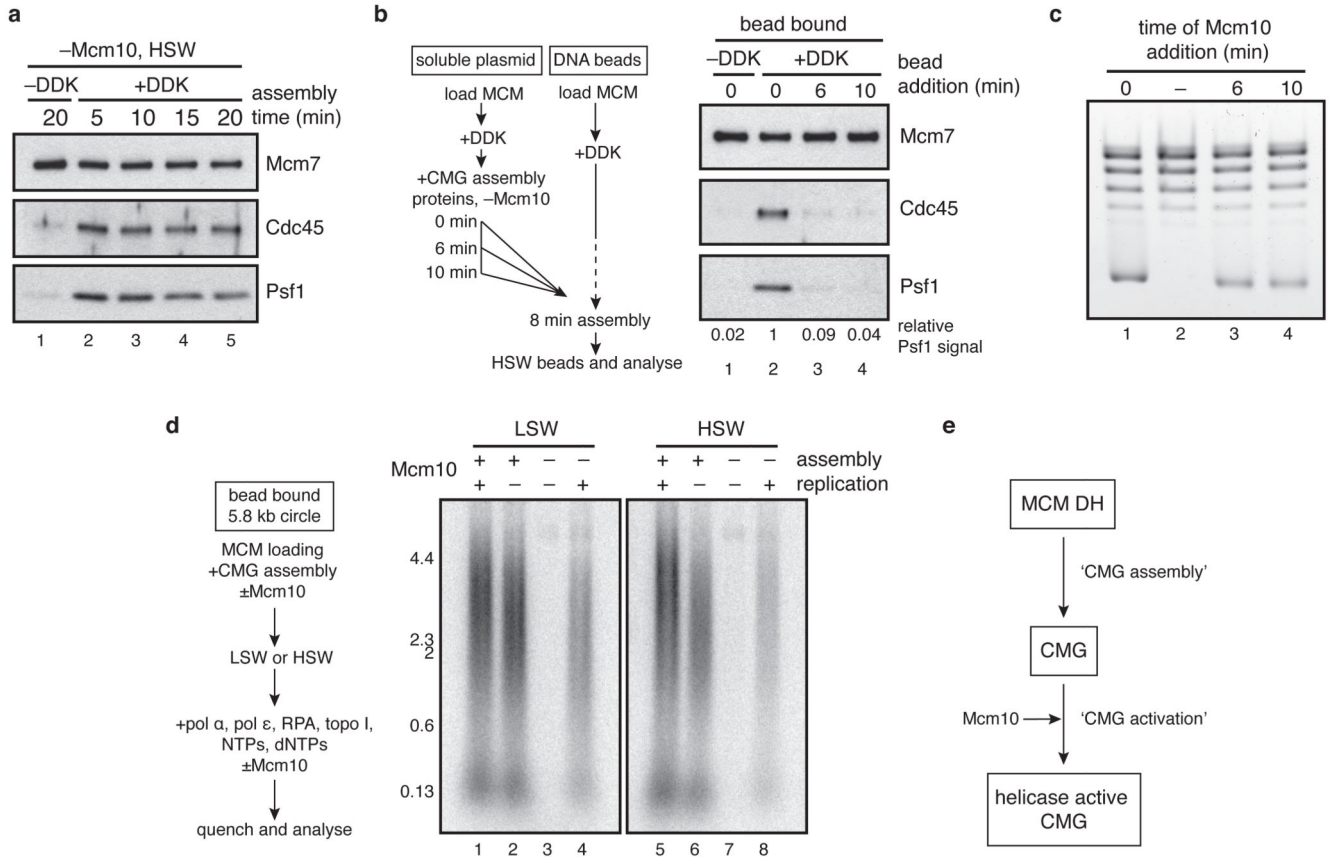 a
–Mcm10, HSW
–DDK +DDK assembly
20 5 10 15 20 time (min)
Mcm7
Cdc45
Psf1
1 2 3 4 5
b
soluble plasmid DNA beads
load MCM load MCM
+DDK
+DDK
+CMG assembly
proteins, –Mcm10
0 min
6 min
10 min
8 min assembly
HSW beads and analyse
bead bound
–DDK +DDK bead
0 0 6 10 addition (min)
Mcm7
Cdc45
Psf1
0.02 1 0.09 0.04 relative
Psf1 signal
1 2 3 4
c
time of Mcm10
addition (min)
0 – 6 10
1 2 3 4
d
bead bound
5.8 kb circle
MCM loading
+CMG assembly
±Mcm10
LSW or HSW
+pol α, pol ε, RPA, topo I,
NTPs, dNTPs
±Mcm10
quench and analyse
LSW HSW
Mcm10
+ + – – + + – – assembly
+ – – + + – – + replication
4.4
2.3
2
0.6
0.13
1 2 3 4 5 6 7 8
e
MCM DH
‘CMG assembly’
CMG
Mcm10 ‘CMG activation’
helicase active
CMG